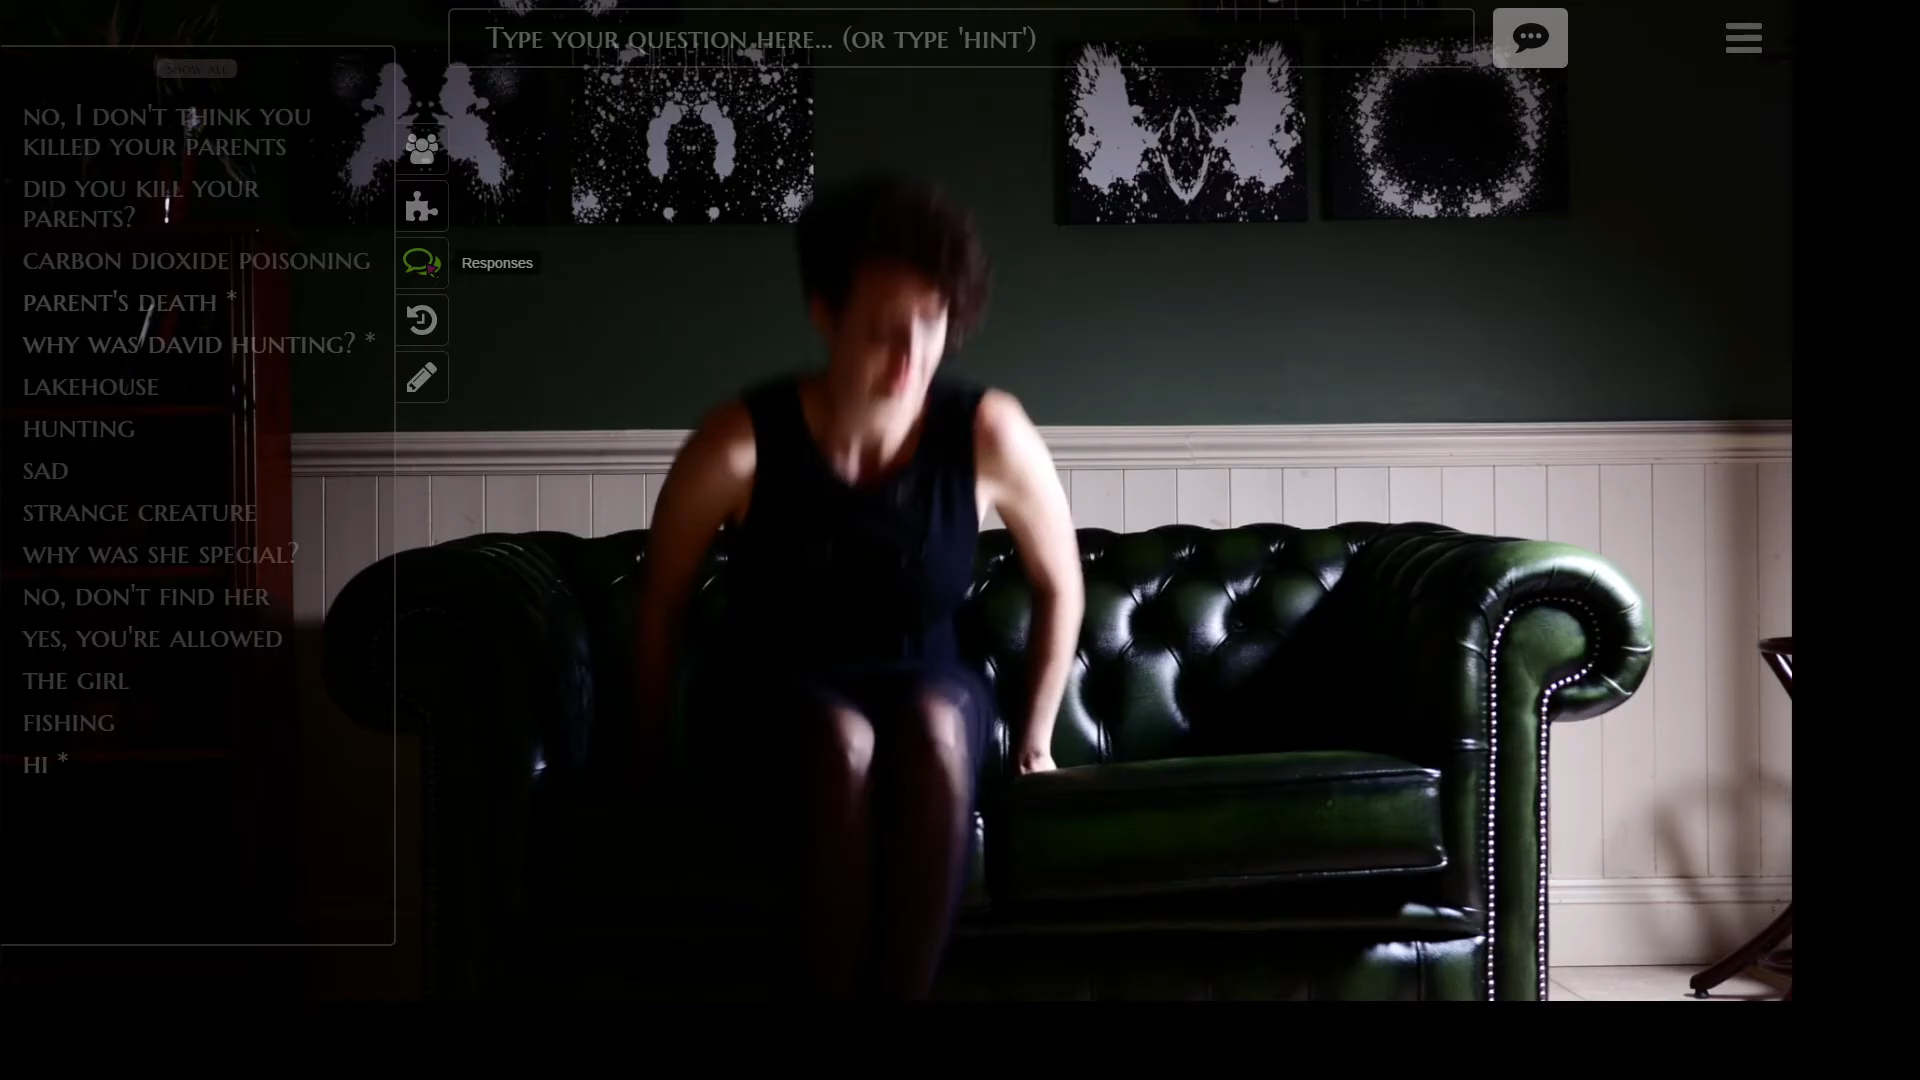 Type your question here... (or type 'hint')
Show all
No, I don't think you
killed your parents
Did you kill your
parents?
Carbon dioxide poisoning
Parent's death *
Why was David hunting? *
Lakehouse
Hunting
Sad
Strange creature
Why was she special?
No, don't find her
Yes, you're allowed
The girl
Fishing
Hi *
Responses